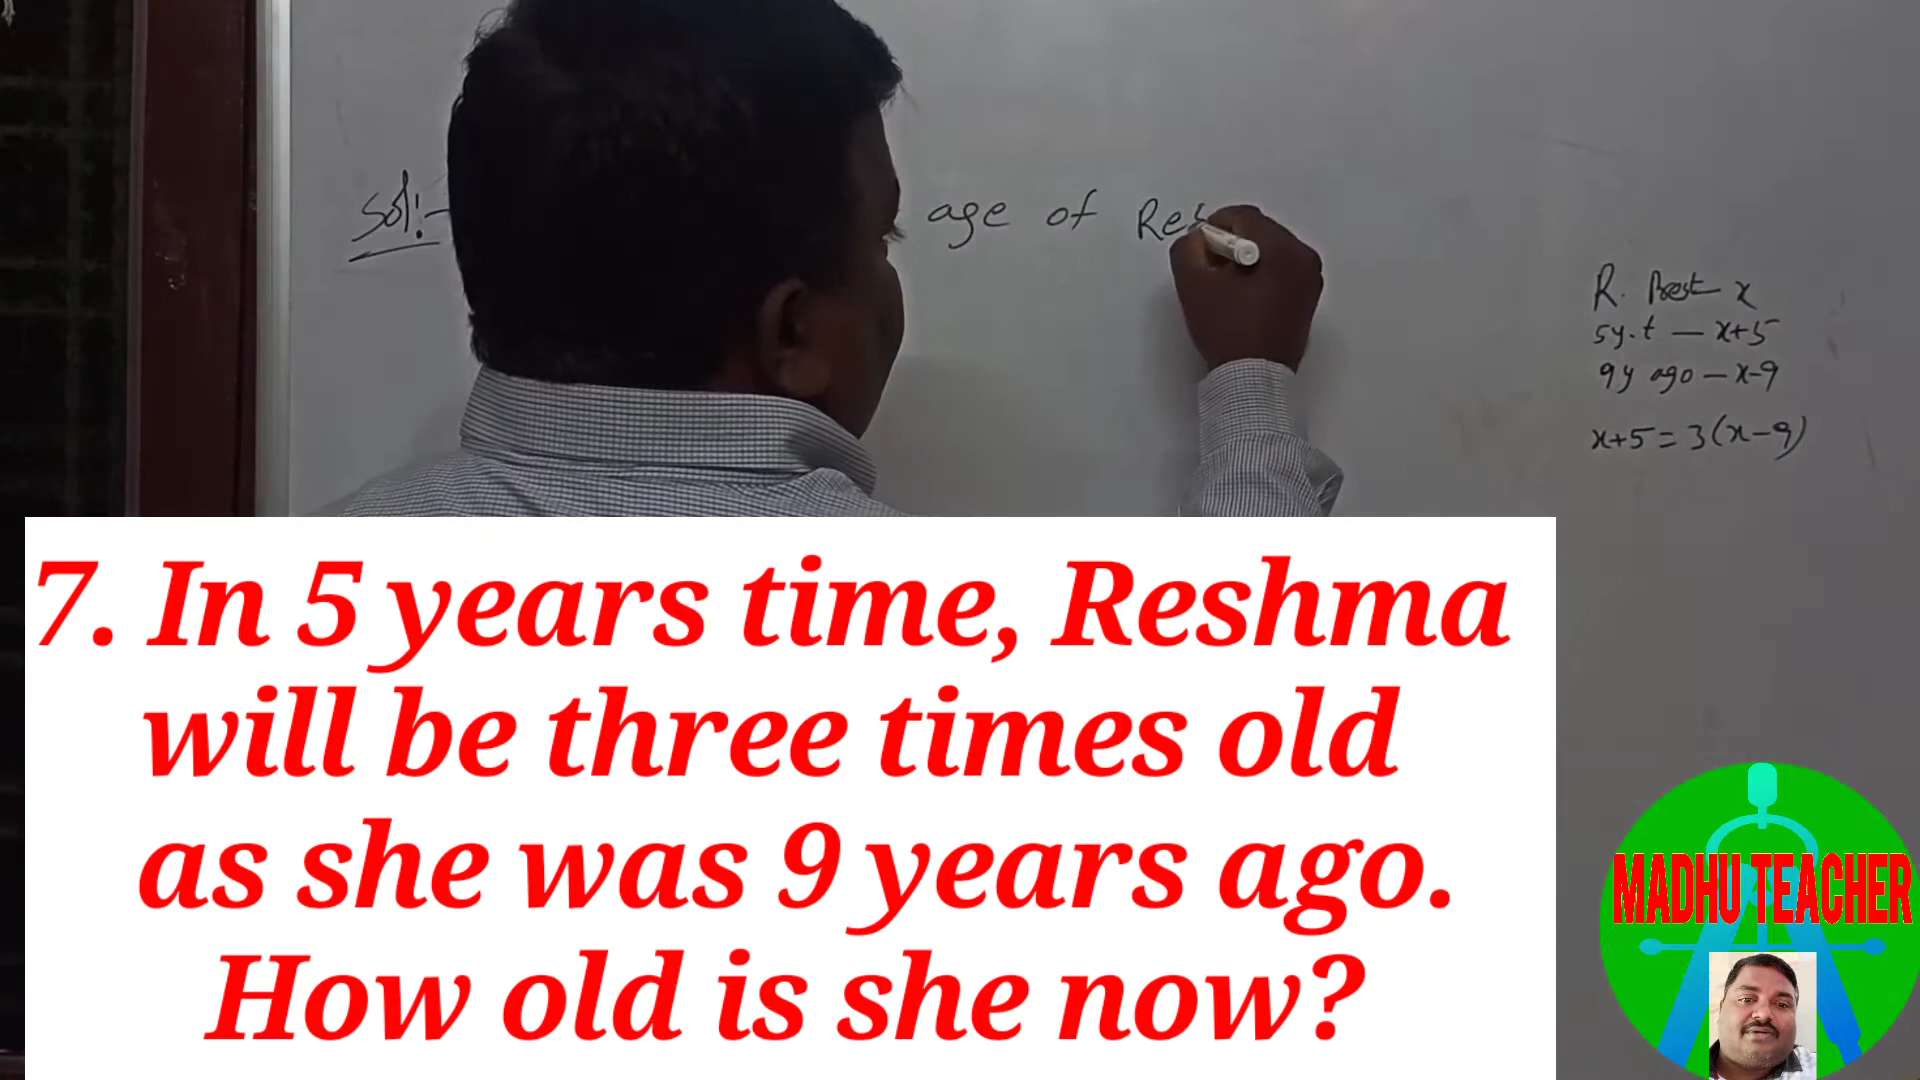 Sol:- age of Res
R. Prest x
5y.t — x+5
9y ago — x-9
x+5=3(x-9)
7. In 5 years time, Reshma
will be three times old
as she was 9 years ago.
How old is she now?
MADHU TEACHER